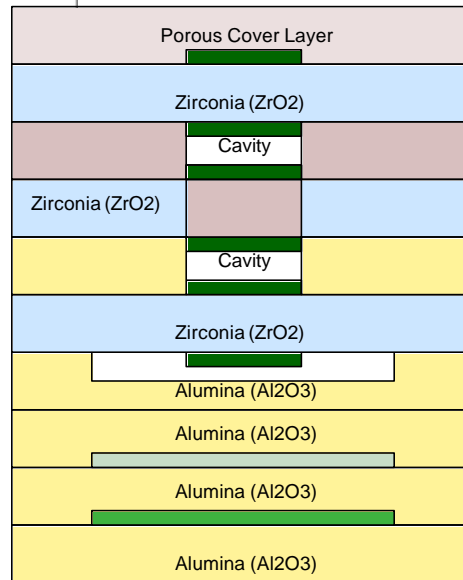 Porous Cover Layer
Zirconia (ZrO2)
Cavity
Zirconia (ZrO2)
Cavity
Zirconia (ZrO2)
Alumina (Al2O3)
Alumina (Al2O3)
Alumina (Al2O3)
Alumina (Al2O3)